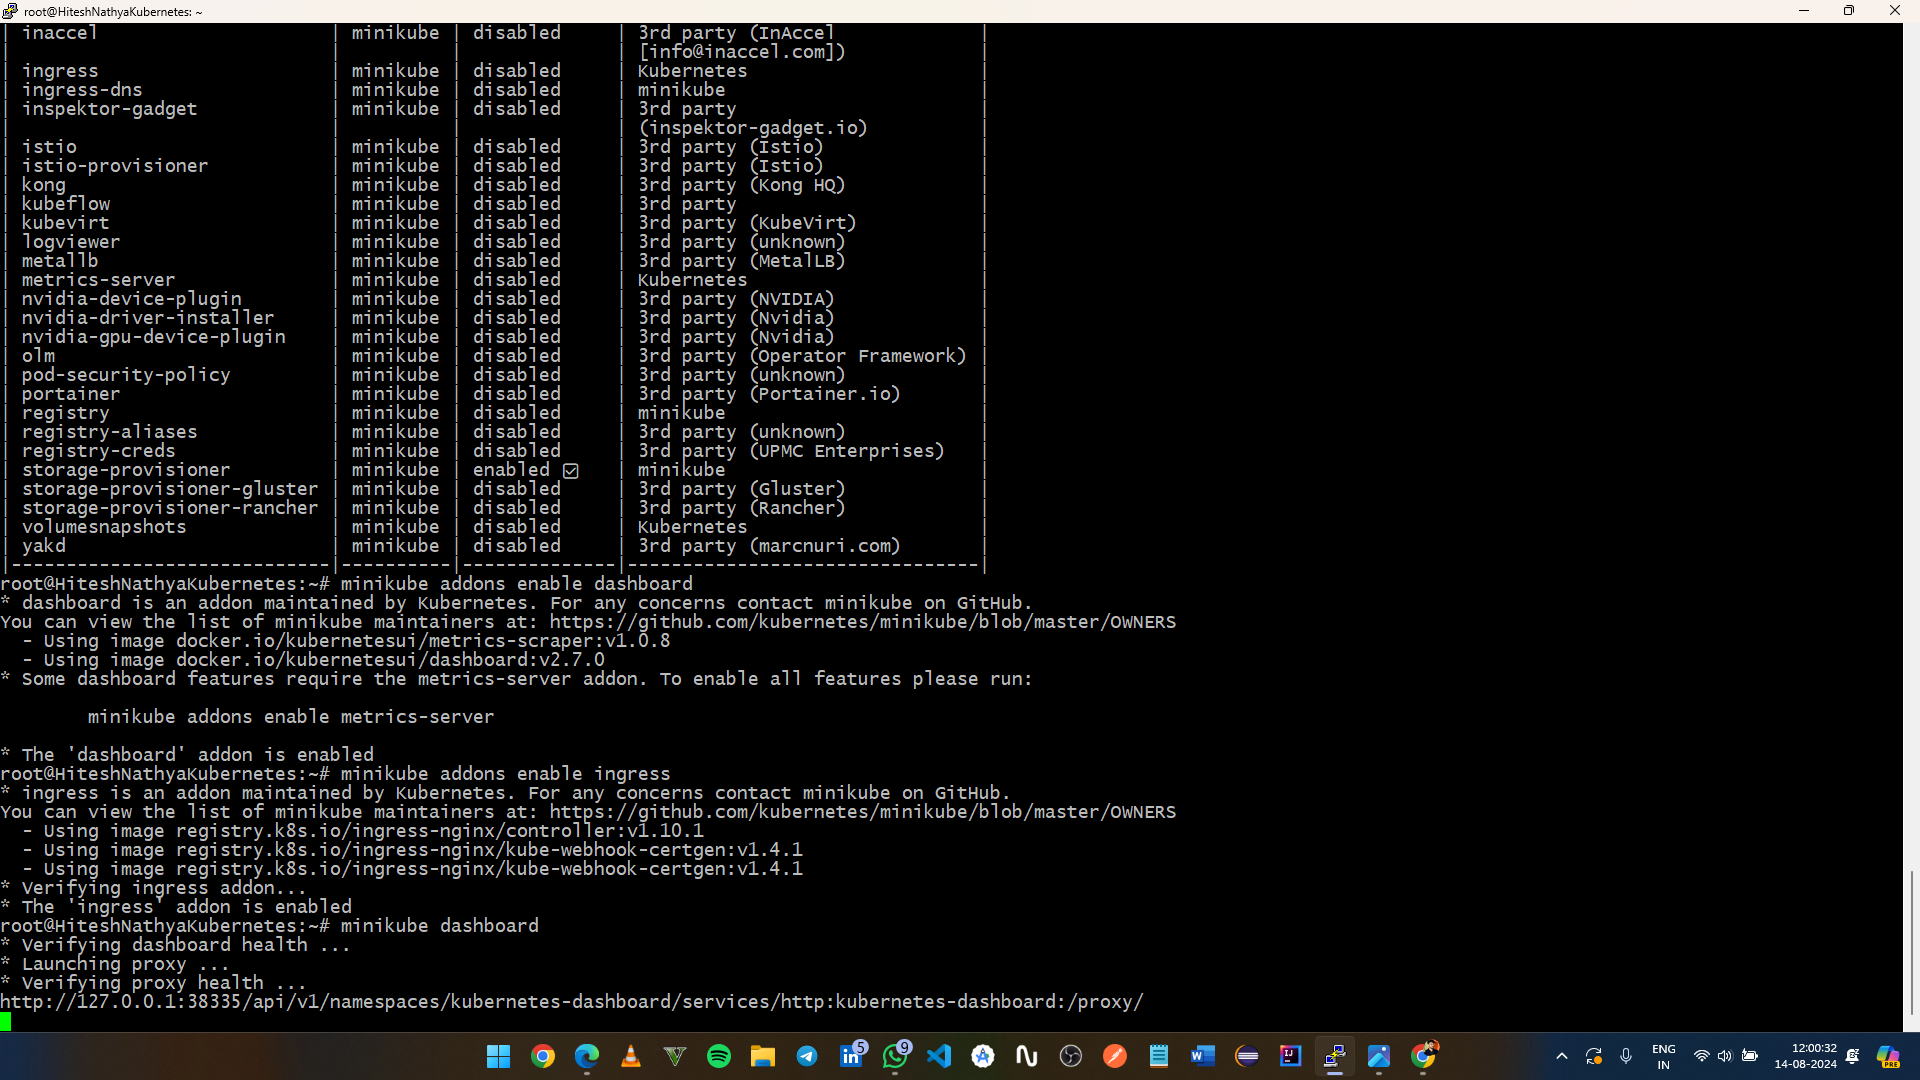 root@HiteshNathyaKubernetes: ~
| inaccel | minikube | disabled | 3rd party (InAccel |
| | | | [info@inaccel.com]) |
| ingress | minikube | disabled | Kubernetes |
| ingress-dns | minikube | disabled | minikube |
| inspektor-gadget | minikube | disabled | 3rd party |
| | | | (inspektor-gadget.io) |
| istio | minikube | disabled | 3rd party (Istio) |
| istio-provisioner | minikube | disabled | 3rd party (Istio) |
| kong | minikube | disabled | 3rd party (Kong HQ) |
| kubeflow | minikube | disabled | 3rd party |
| kubevirt | minikube | disabled | 3rd party (KubeVirt) |
| logviewer | minikube | disabled | 3rd party (unknown) |
| metallb | minikube | disabled | 3rd party (MetalLB) |
| metrics-server | minikube | disabled | Kubernetes |
| nvidia-device-plugin | minikube | disabled | 3rd party (NVIDIA) |
| nvidia-driver-installer | minikube | disabled | 3rd party (Nvidia) |
| nvidia-gpu-device-plugin | minikube | disabled | 3rd party (Nvidia) |
| olm | minikube | disabled | 3rd party (Operator Framework) |
| pod-security-policy | minikube | disabled | 3rd party (unknown) |
| portainer | minikube | disabled | 3rd party (Portainer.io) |
| registry | minikube | disabled | minikube |
| registry-aliases | minikube | disabled | 3rd party (unknown) |
| registry-creds | minikube | disabled | 3rd party (UPMC Enterprises) |
| storage-provisioner | minikube | enabled ☑ | minikube |
| storage-provisioner-gluster | minikube | disabled | 3rd party (Gluster) |
| storage-provisioner-rancher | minikube | disabled | 3rd party (Rancher) |
| volumesnapshots | minikube | disabled | Kubernetes |
| yakd | minikube | disabled | 3rd party (marcnuri.com) |
|-----------------------------|----------|--------------|--------------------------------|
root@HiteshNathyaKubernetes:~# minikube addons enable dashboard
* dashboard is an addon maintained by Kubernetes. For any concerns contact minikube on GitHub.
You can view the list of minikube maintainers at: https://github.com/kubernetes/minikube/blob/master/OWNERS
- Using image docker.io/kubernetesui/metrics-scraper:v1.0.8
- Using image docker.io/kubernetesui/dashboard:v2.7.0
* Some dashboard features require the metrics-server addon. To enable all features please run:
minikube addons enable metrics-server
* The 'dashboard' addon is enabled
root@HiteshNathyaKubernetes:~# minikube addons enable ingress
* ingress is an addon maintained by Kubernetes. For any concerns contact minikube on GitHub.
You can view the list of minikube maintainers at: https://github.com/kubernetes/minikube/blob/master/OWNERS
- Using image registry.k8s.io/ingress-nginx/controller:v1.10.1
- Using image registry.k8s.io/ingress-nginx/kube-webhook-certgen:v1.4.1
- Using image registry.k8s.io/ingress-nginx/kube-webhook-certgen:v1.4.1
* Verifying ingress addon...
* The 'ingress' addon is enabled
root@HiteshNathyaKubernetes:~# minikube dashboard
* Verifying dashboard health ...
* Launching proxy ...
* Verifying proxy health ...
http://127.0.0.1:38335/api/v1/namespaces/kubernetes-dashboard/services/http:kubernetes-dashboard:/proxy/
5
9
ENG
IN
12:00:32
14-08-2024
PRE